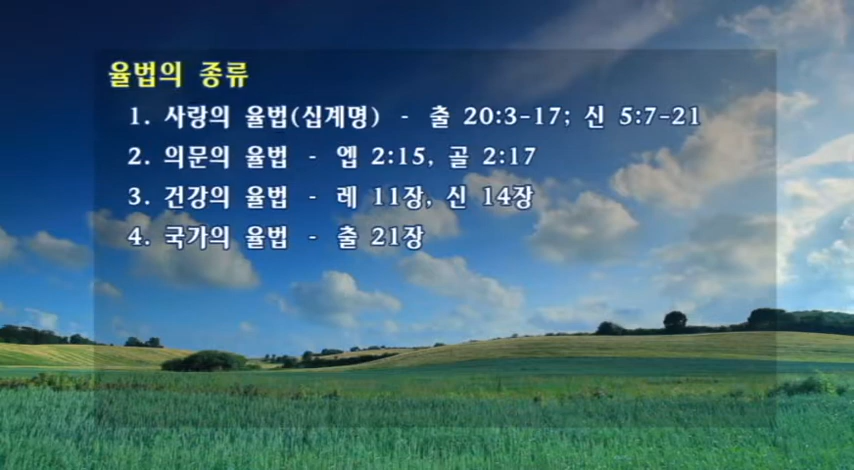 율법의 종류
1. 사랑의 율법(십계명) - 출 20:3-17; 신 5:7-21
2. 의문의 율법 - 엡 2:15, 골 2:17
3. 건강의 율법 - 레 11장, 신 14장
4. 국가의 율법 - 출 21장